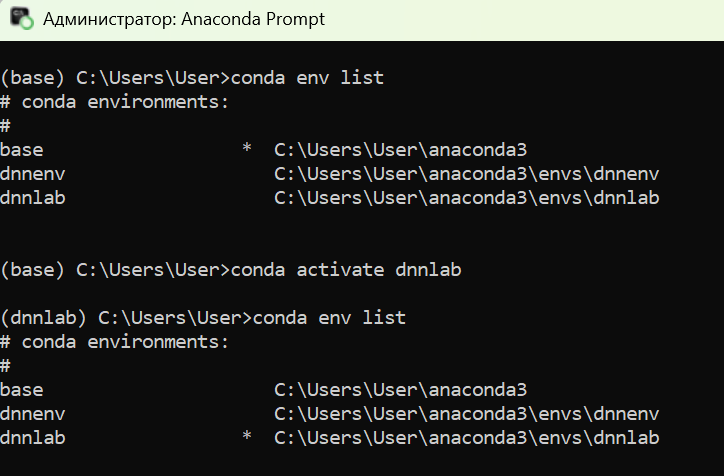 Администратор: Anaconda Prompt
(base) C:\Users\User>conda env list
# conda environments:
#
base                  *  C:\Users\User\anaconda3
dnnenv                   C:\Users\User\anaconda3\envs\dnnenv
dnnlab                   C:\Users\User\anaconda3\envs\dnnlab
(base) C:\Users\User>conda activate dnnlab
(dnnlab) C:\Users\User>conda env list
# conda environments:
#
base                     C:\Users\User\anaconda3
dnnenv                   C:\Users\User\anaconda3\envs\dnnenv
dnnlab                *  C:\Users\User\anaconda3\envs\dnnlab